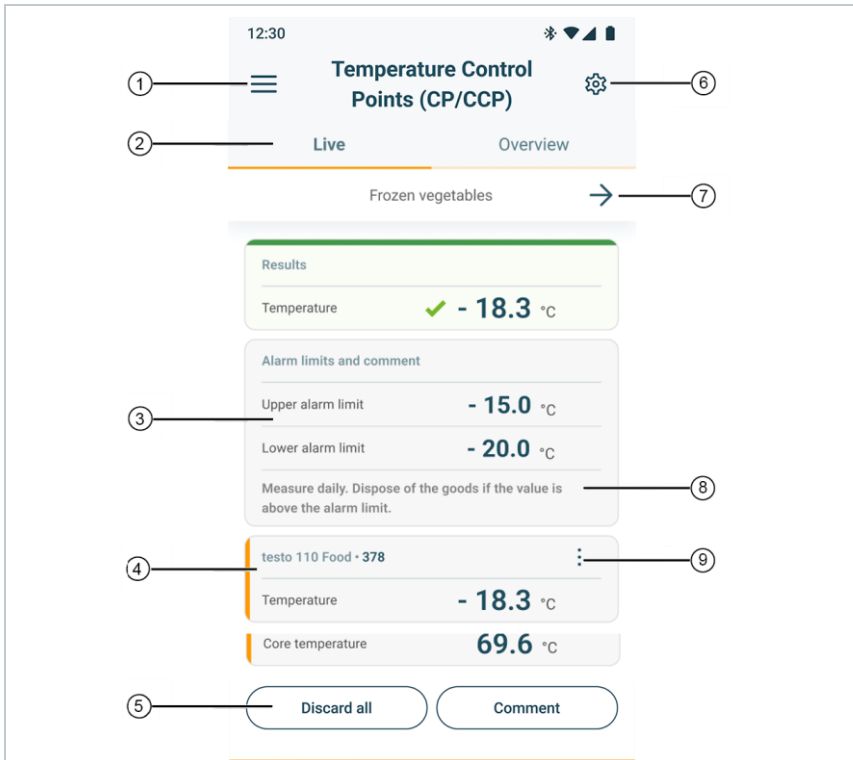 12:30
Temperature Control
Points (CP/CCP)
① ⑥
② Live Overview
Frozen vegetables ⑦
Results
Temperature - 18.3 °C
Alarm limits and comment
③ Upper alarm limit - 15.0 °C
Lower alarm limit - 20.0 °C
Measure daily. Dispose of the goods if the value is ⑧
above the alarm limit.
④ testo 110 Food • 378 ⑨
Temperature - 18.3 °C
Core temperature 69.6 °C
⑤ Discard all Comment